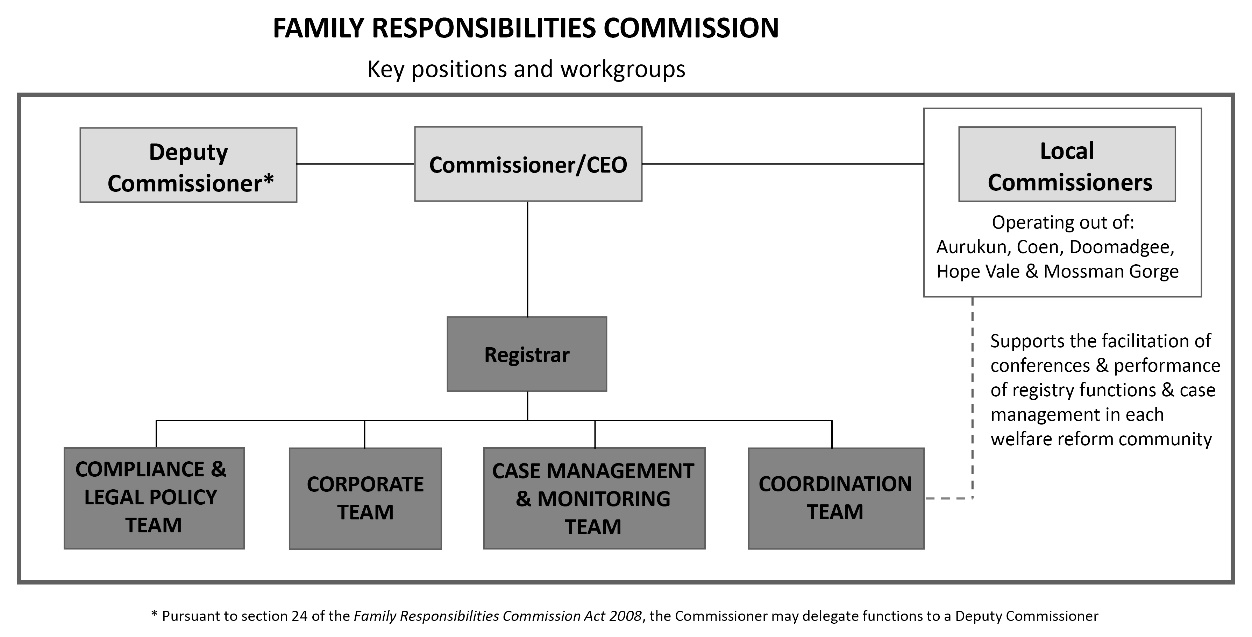 FAMILY RESPONSIBILITIES COMMISSION
Key positions and workgroups
Deputy
Commissioner*
Commissioner/CEO
Local
Commissioners
Operating out of:
Aurukun, Coen, Doomadgee,
Hope Vale & Mossman Gorge
Registrar
Supports the facilitation of
conferences & performance
of registry functions & case
management in each
welfare reform community
COMPLIANCE &
LEGAL POLICY
TEAM
CORPORATE
TEAM
CASE MANAGEMENT
& MONITORING
TEAM
COORDINATION
TEAM
* Pursuant to section 24 of the Family Responsibilities Commission Act 2008, the Commissioner may delegate functions to a Deputy Commissioner